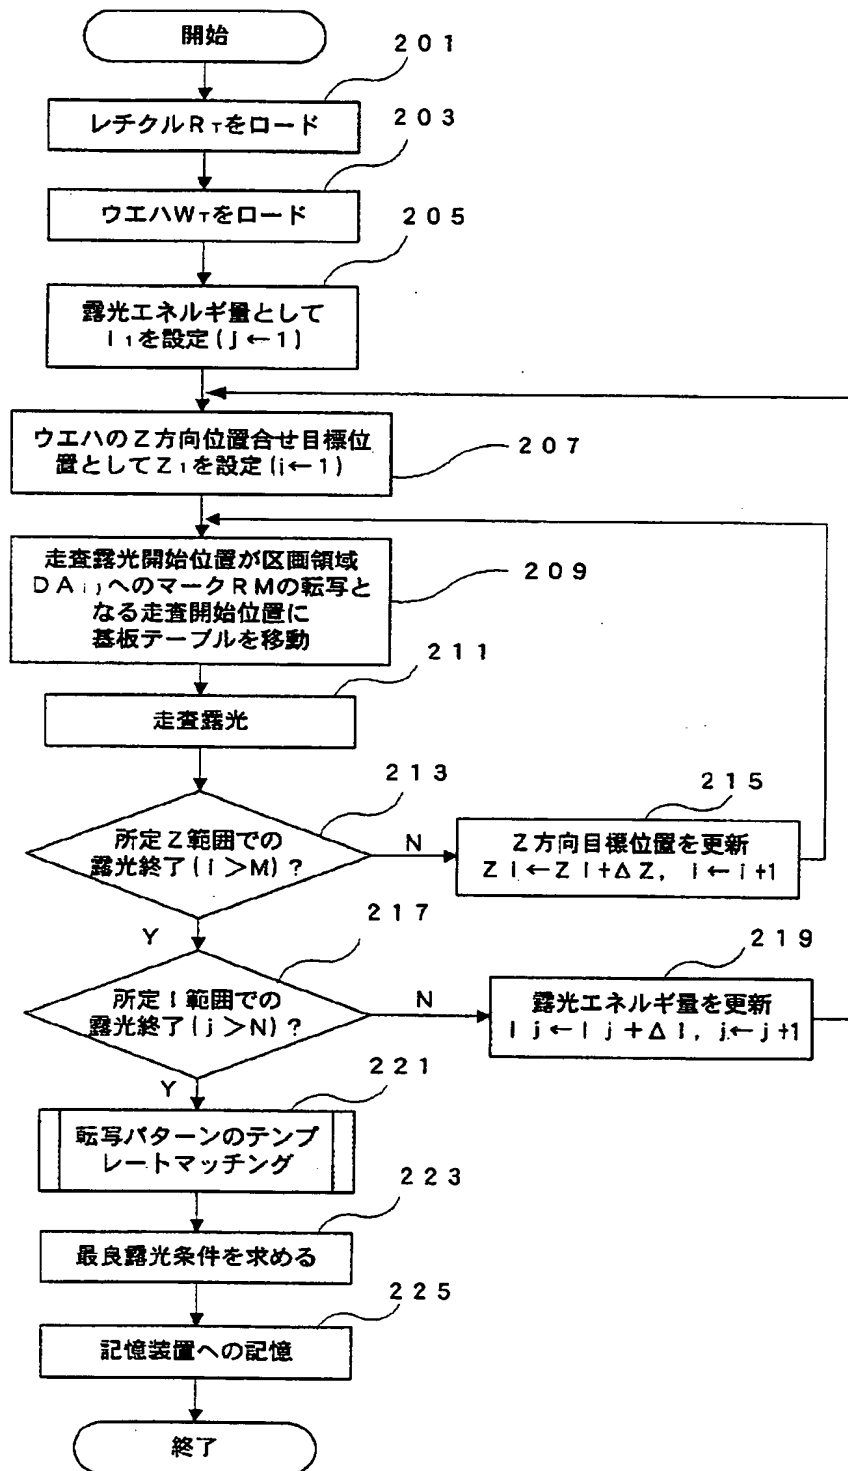 開始
201
レチクルRTをロード
203
ウエハWTをロード
205
露光エネルギ量として
I1を設定(j←1)
ウエハのZ方向位置合せ目標位
置としてZ1を設定(i←1)
207
走査露光開始位置が区画領域
DAijへのマークRMの転写と
なる走査開始位置に
基板テーブルを移動
209
211
走査露光
213
所定Z範囲での
露光終了(i>M)?
N
215
Z方向目標位置を更新
Zi←Zi+ΔZ, i←i+1
Y
217
所定I範囲での
露光終了(j>N)?
N
219
露光エネルギ量を更新
Ij←Ij+ΔI, j←j+1
Y
221
転写パターンのテンプ
レートマッチング
223
最良露光条件を求める
225
記憶装置への記憶
終了